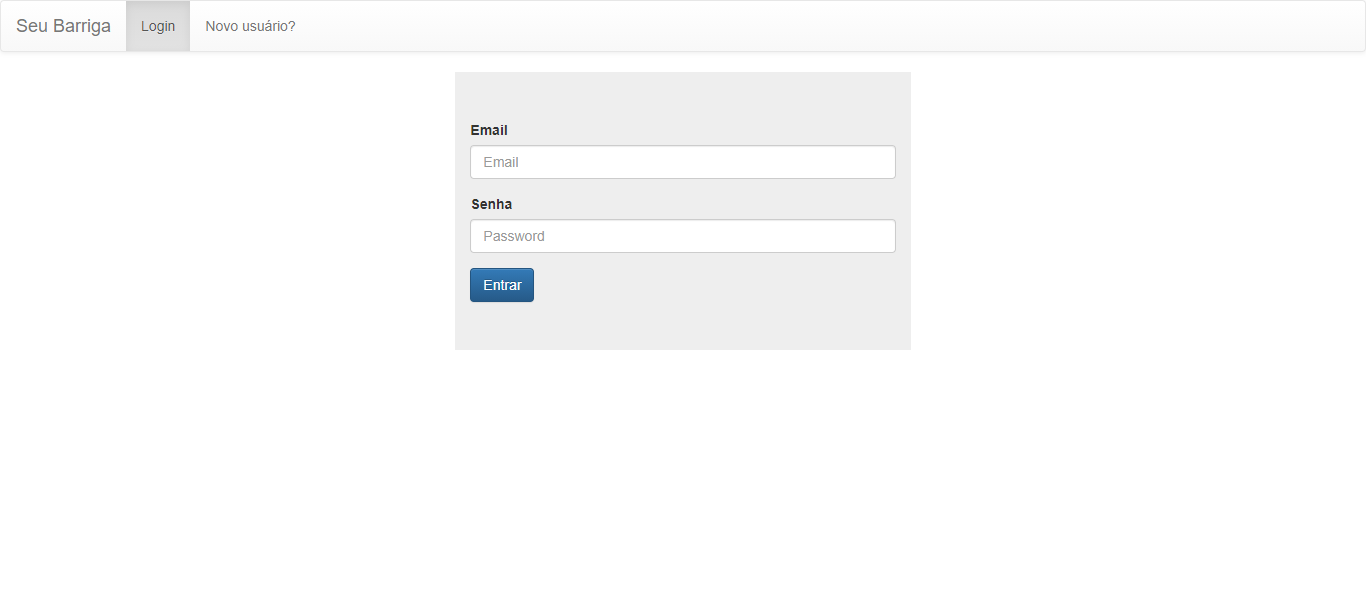 Seu Barriga Login Novo usuário?
Email
Email
Senha
Password
Entrar